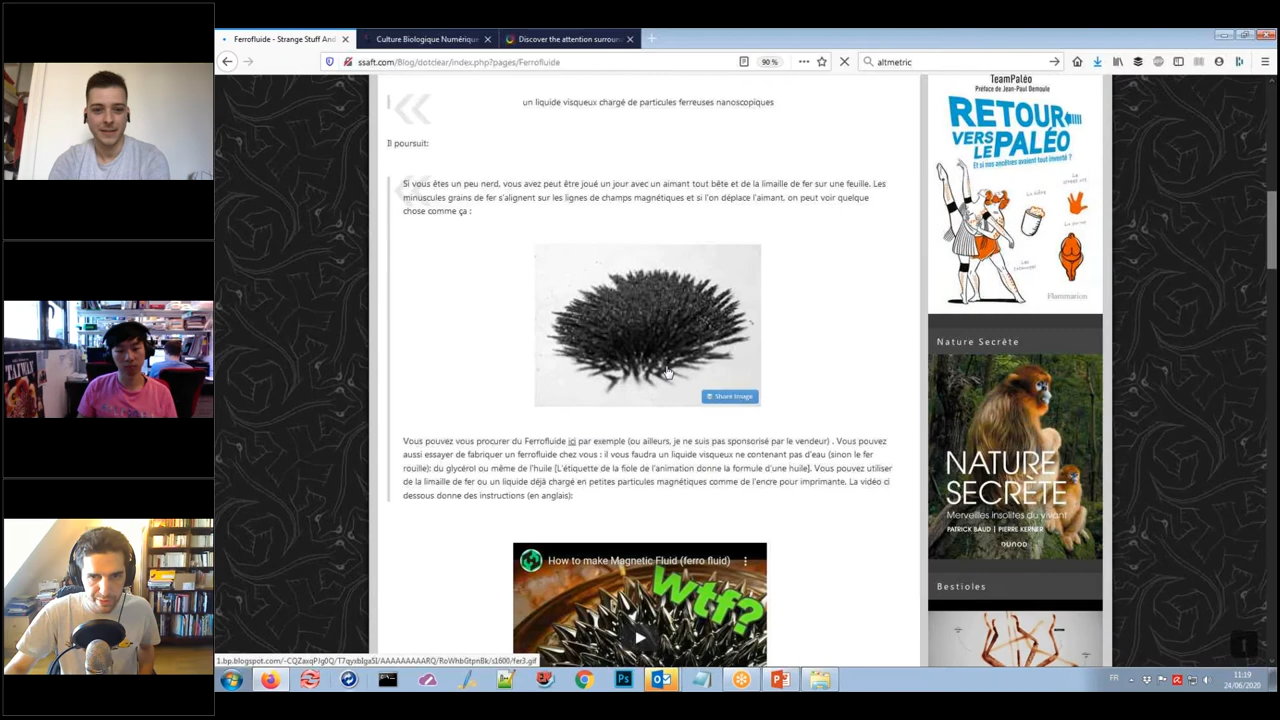 Ferrofluide - Strange Stuff And
Culture Biologique Numérique
Discover the attention surroun
ssaft.com/Blog/dotclear/index.php?pages/Ferrofluide
90 %
altmetric
un liquide visqueux chargé de particules ferreuses nanoscopiques
Il poursuit:
Si vous êtes un peu nerd, vous avez peut être joué un jour avec un aimant tout bête et de la limaille de fer sur une feuille. Les
minuscules grains de fer s'alignent sur les lignes de champs magnétiques et si l'on déplace l'aimant, on peut voir quelque
chose comme ça :
Share Image
Vous pouvez vous procurer du Ferrofluide ici par exemple (ou ailleurs, je ne suis pas sponsorisé par le vendeur) . Vous pouvez
aussi essayer de fabriquer un ferrofluide chez vous : il vous faudra un liquide visqueux ne contenant pas d'eau (sinon le fer
rouille): du glycérol ou même de l'huile [L'étiquette de la fiole de l'animation donne la formule d'une huile]. Vous pouvez utiliser
de la limaille de fer ou un liquide déjà chargé en petites particules magnétiques comme de l'encre pour imprimante. La vidéo ci
dessous donne des instructions (en anglais):
How to make Magnetic Fluid (ferro fluid)
wtf?
TeamPaléo
Préface de Jean-Paul Demoule
RETOUR
VERS
LE PALÉO
Et si nos ancêtres avaient tout inventé ?
Flammarion
Nature Secrète
NATURE
SECRÈTE
Merveilles insolites du vivant
PATRICK BAUD | PIERRE KERNER
DUNOD
Bestioles
TAIWAN
FR
11:19
24/06/2020